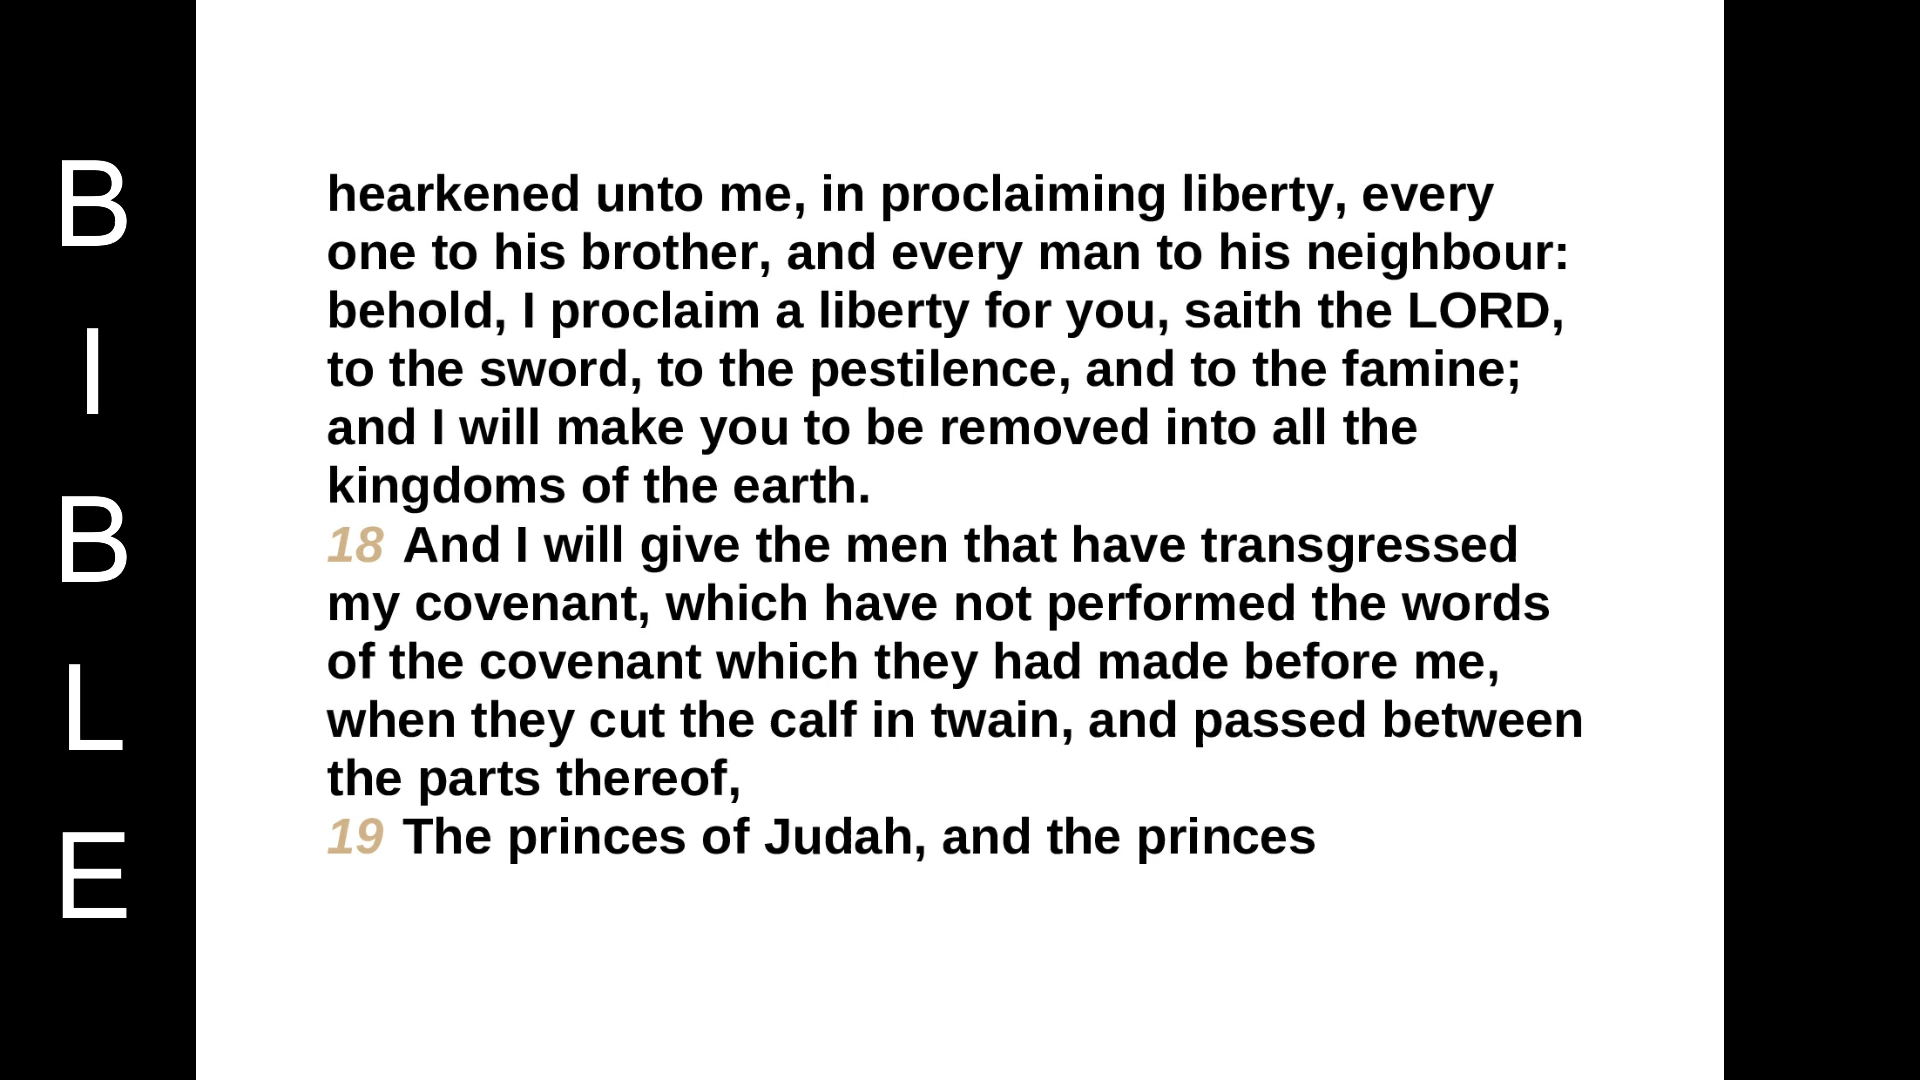 BIBLE
hearkened unto me, in proclaiming liberty, every
one to his brother, and every man to his neighbour:
behold, I proclaim a liberty for you, saith the LORD,
to the sword, to the pestilence, and to the famine;
and I will make you to be removed into all the
kingdoms of the earth.
18 And I will give the men that have transgressed
my covenant, which have not performed the words
of the covenant which they had made before me,
when they cut the calf in twain, and passed between
the parts thereof,
19 The princes of Judah, and the princes